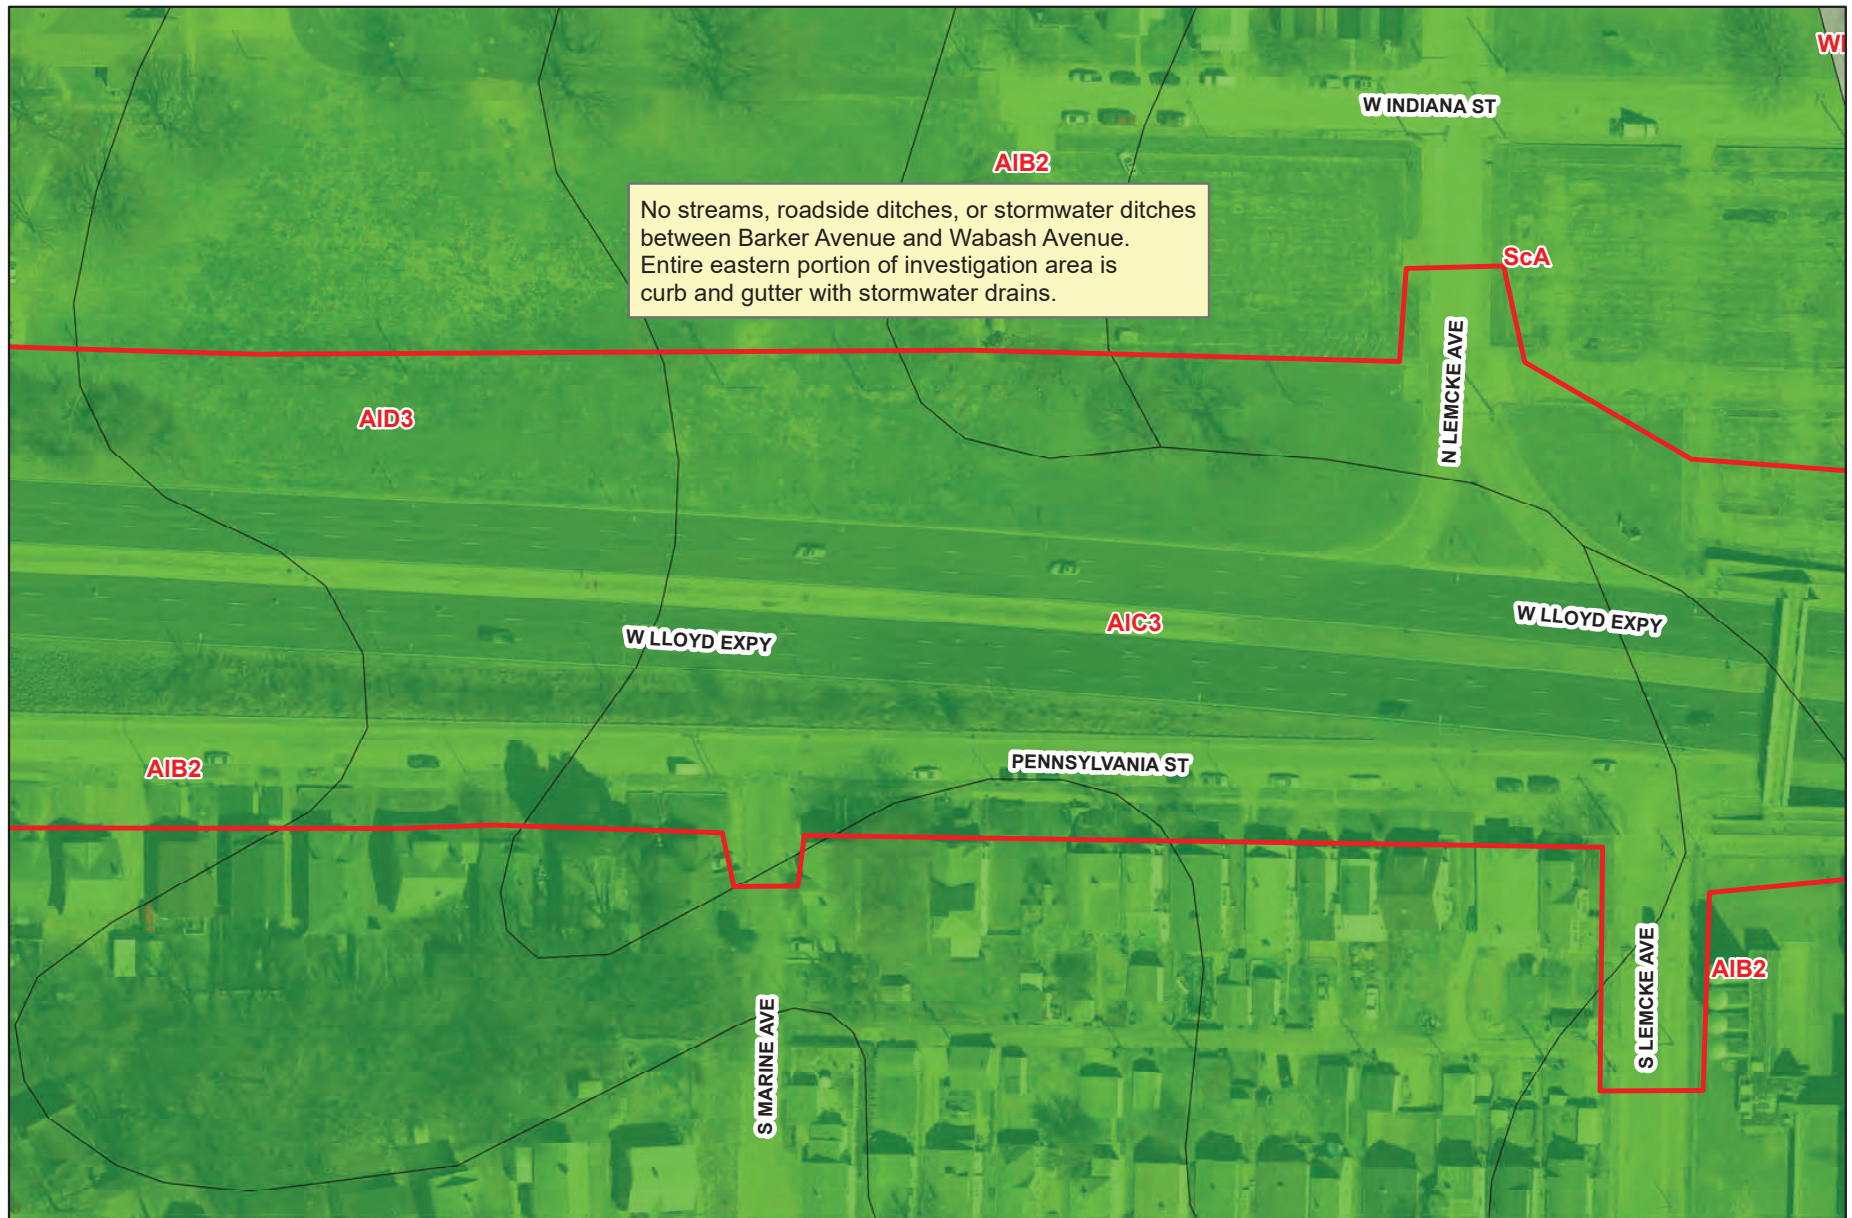 WI
W INDIANA ST
AIB2
No streams, roadside ditches, or stormwater ditches
between Barker Avenue and Wabash Avenue.
Entire eastern portion of investigation area is
curb and gutter with stormwater drains.
ScA
N LEMCKE AVE
AID3
AIC3
W LLOYD EXPY
W LLOYD EXPY
PENNSYLVANIA ST
AIB2
AIB2
S LEMCKE AVE
S MARINE AVE